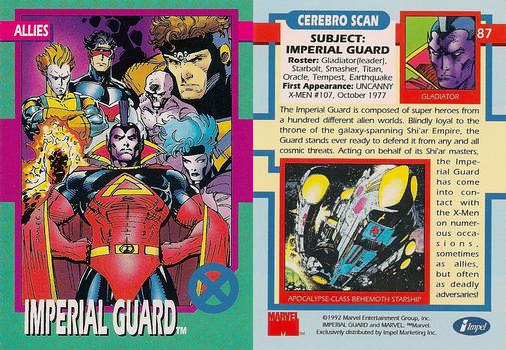 ALLIES
IMPERIAL GUARD™
CEREBRO SCAN
87
SUBJECT:
IMPERIAL GUARD
Roster: Gladiator(leader),
Starbolt, Smasher, Titan,
Oracle, Tempest, Earthquake
First Appearance: UNCANNY
X-MEN #107, October 1977
GLADIATOR
The Imperial Guard is composed of super heroes from
a hundred different alien worlds. Blindly loyal to the
throne of the galaxy-spanning Shi'ar Empire, the
Guard stands ever ready to defend it from any and all
cosmic threats. Acting on behalf of its Shi'ar masters,
the Impe-
rial Guard
has come
into con-
tact with
the X-Men
on numer-
ous occa-
sions,
sometimes
as allies,
but often
as deadly
adversaries!
APOCALYPSE-CLASS BEHEMOTH STARSHIP
MARVEL
©1992 Marvel Entertainment Group, Inc.
IMPERIAL GUARD and MARVEL: ™Marvel.
Exclusively distributed by Impel Marketing Inc.
impel